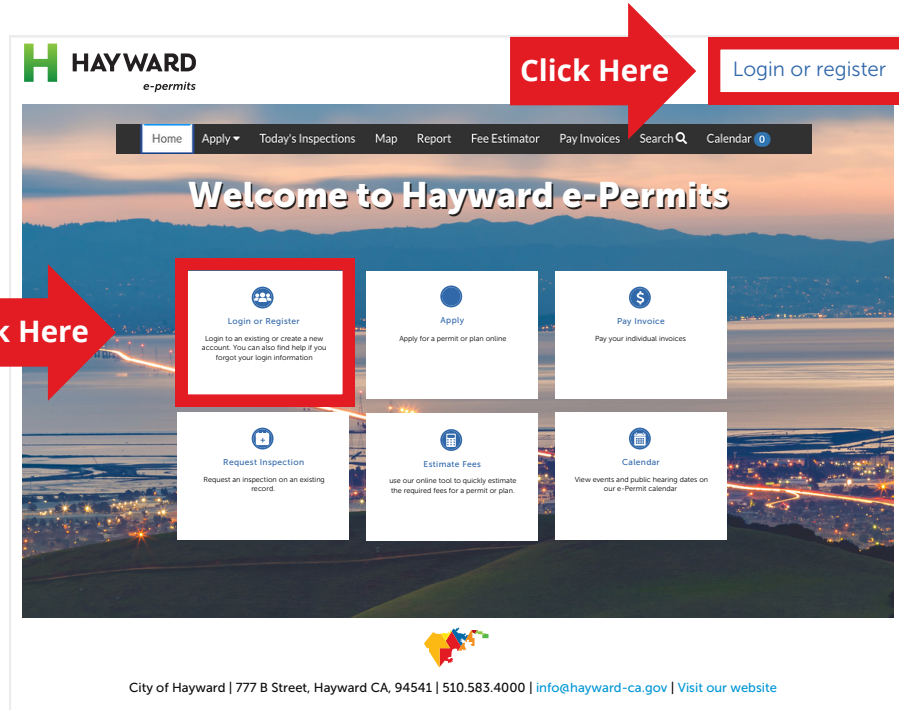 HAYWARD
e-permits
Click Here
Login or register
Home Apply Today's Inspections Map Report Fee Estimator Pay Invoices Search Calendar 0
Welcome to Hayward e-Permits
Here
Login or Register
Login to an existing or create a new
account. You can also find help if you
forgot your login information
Apply
Apply for a permit or plan online
$
Pay Invoice
Pay your individual invoices
Request Inspection
Request an inspection on an existing
record.
Estimate Fees
use our online tool to quickly estimate
the required fees for a permit or plan.
Calendar
View events and public hearing dates on
our e-Permit calendar
City of Hayward | 777 B Street, Hayward CA, 94541 | 510.583.4000 | info@hayward-ca.gov | Visit our website